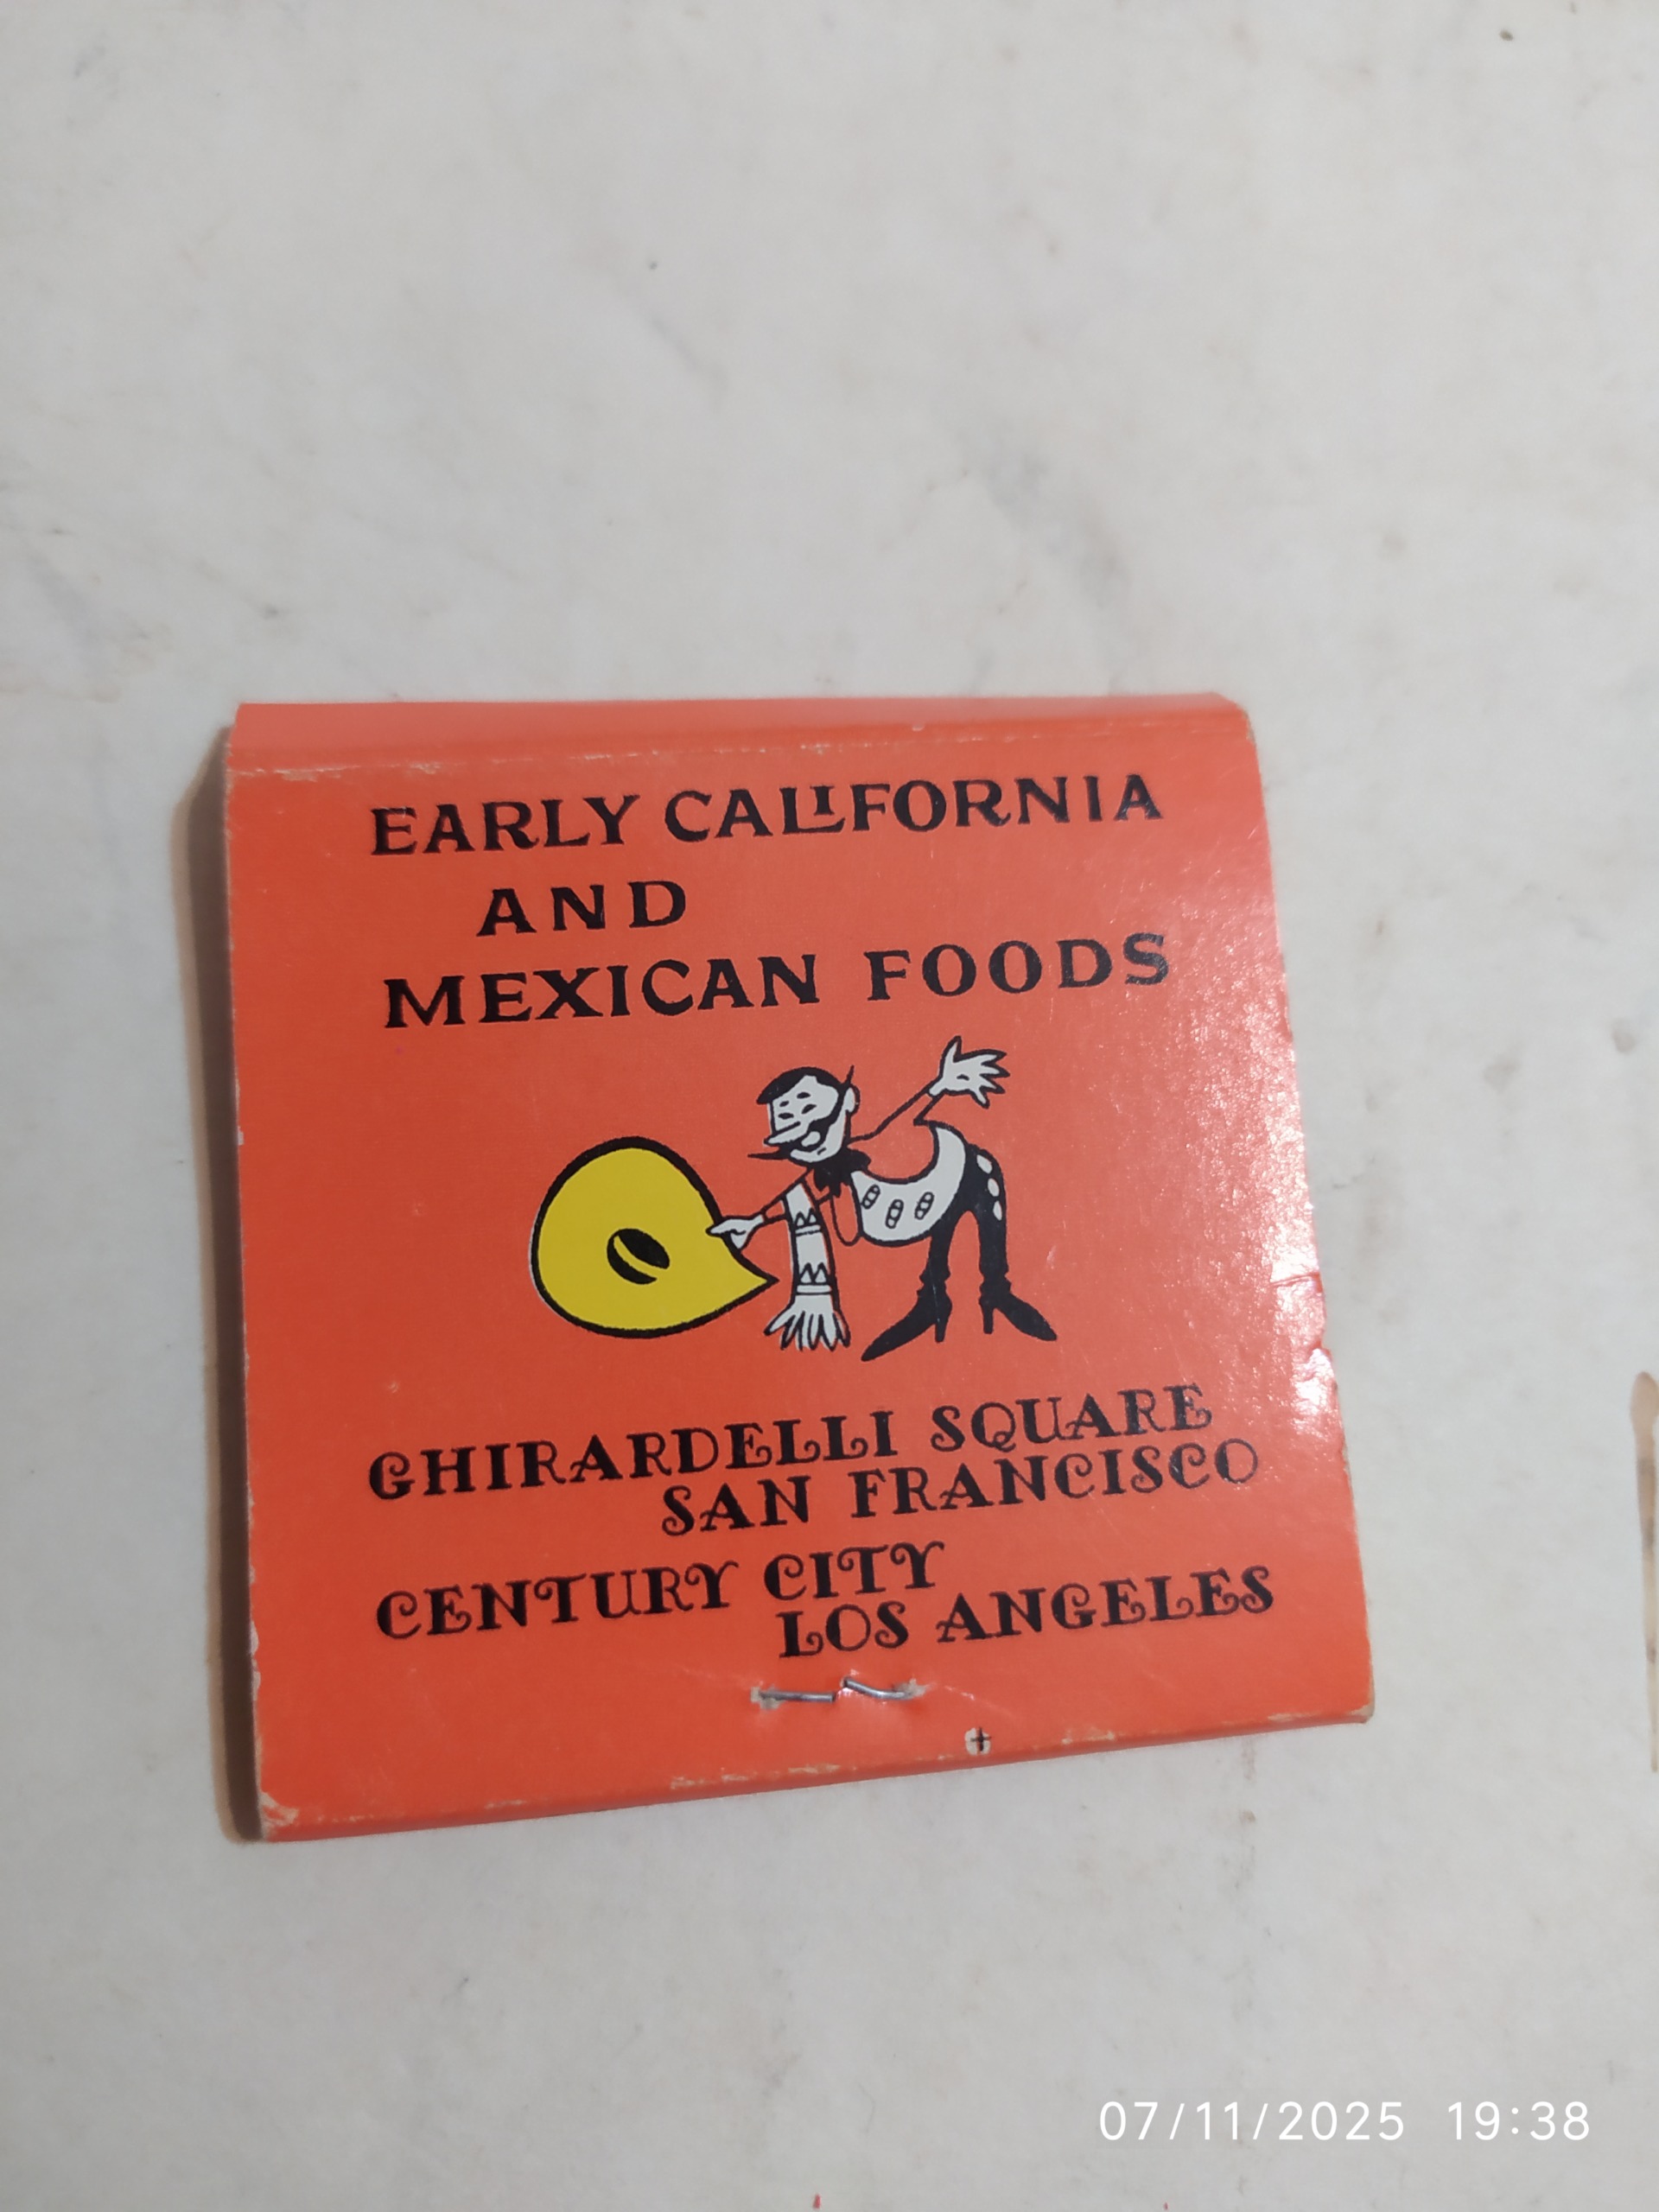 EARLY CALIFORNIA
AND
MEXICAN FOODS
GHIRARDELLI SQUARE
SAN FRANCISCO
CENTURY CITY
LOS ANGELES
07/11/2025 19:38